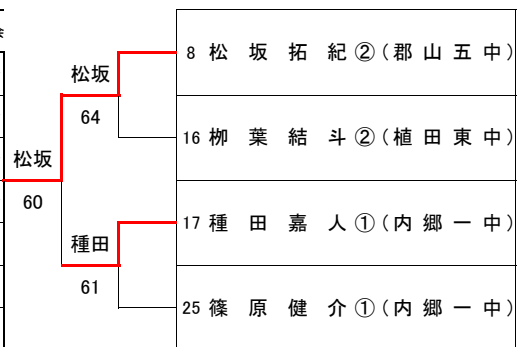 8 松坂拓紀②(郡山五中)
松坂
64
16 栁葉結斗②(植田東中)
松坂
60
17 種田嘉人①(内郷一中)
種田
61
25 篠原健介①(内郷一中)